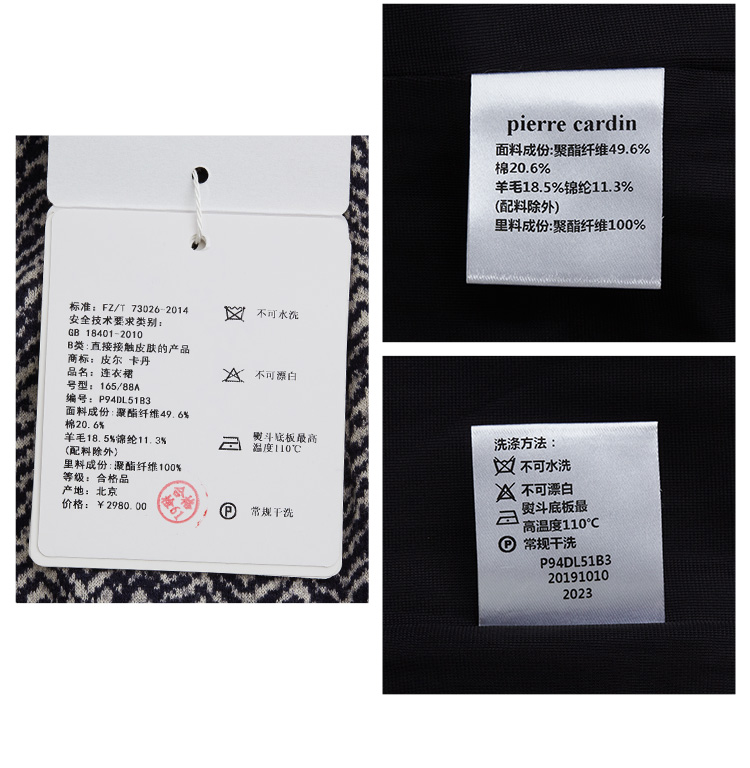 标准: FZ/T 73026-2014
安全技术要求类别:
GB 18401-2010
B类:直接接触皮肤的产品
商标: 皮尔 卡丹
品名: 连衣裙
号型: 165/88A
编号: P94DL51B3
面料成份:聚酯纤维49.6%
棉20.6%
羊毛18.5%锦纶11.3%
(配料除外)
里料成份:聚酯纤维100%
等级: 合格品
产地: 北京
价格: ¥2980.00
不可水洗
不可漂白
熨斗底板最高
温度110℃
P
常规干洗
pierre cardin
面料成份:聚酯纤维49.6%
棉20.6%
羊毛18.5%锦纶11.3%
(配料除外)
里料成份:聚酯纤维100%
洗涤方法:
不可水洗
不可漂白
熨斗底板最
高温度110℃
P 常规干洗
P94DL51B3
20191010
2023